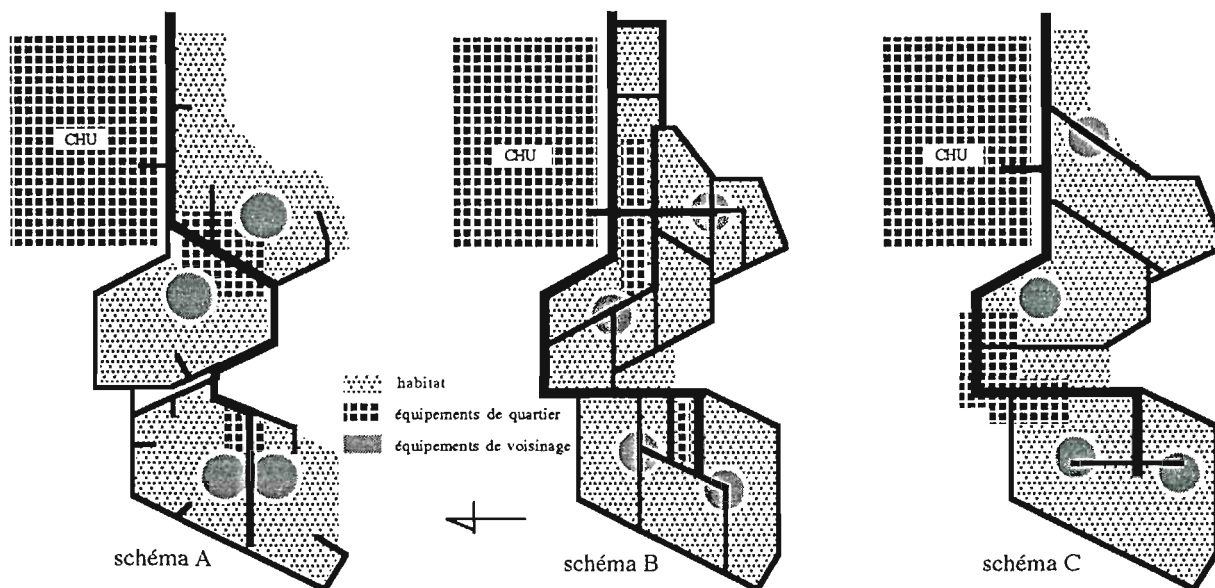 CHU
CHU
CHU
habitat
équipements de quartier
équipements de voisinage
schéma A
schéma B
schéma C